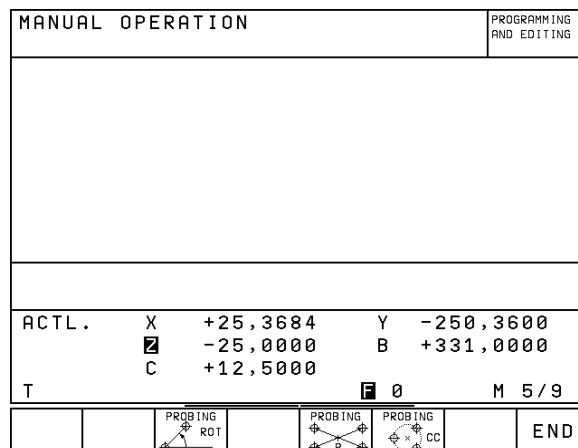 MANUAL OPERATION
PROGRAMMING
AND EDITING
ACTL. X +25,3684 Y -250,3600
Z -25,0000 B +331,0000
C +12,5000
T F 0 M 5/9
PROBING
ROT
PROBING
P
PROBING
CC
END